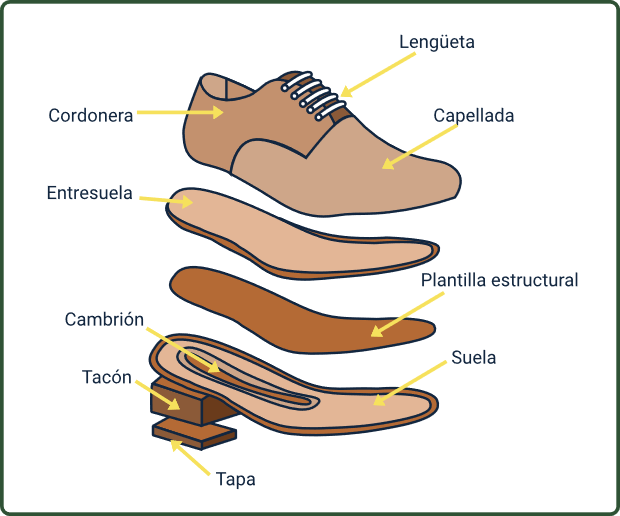 Lengüeta
Cordonera
Capellada
Entresuela
Plantilla estructural
Cambrión
Suela
Tacón
Tapa